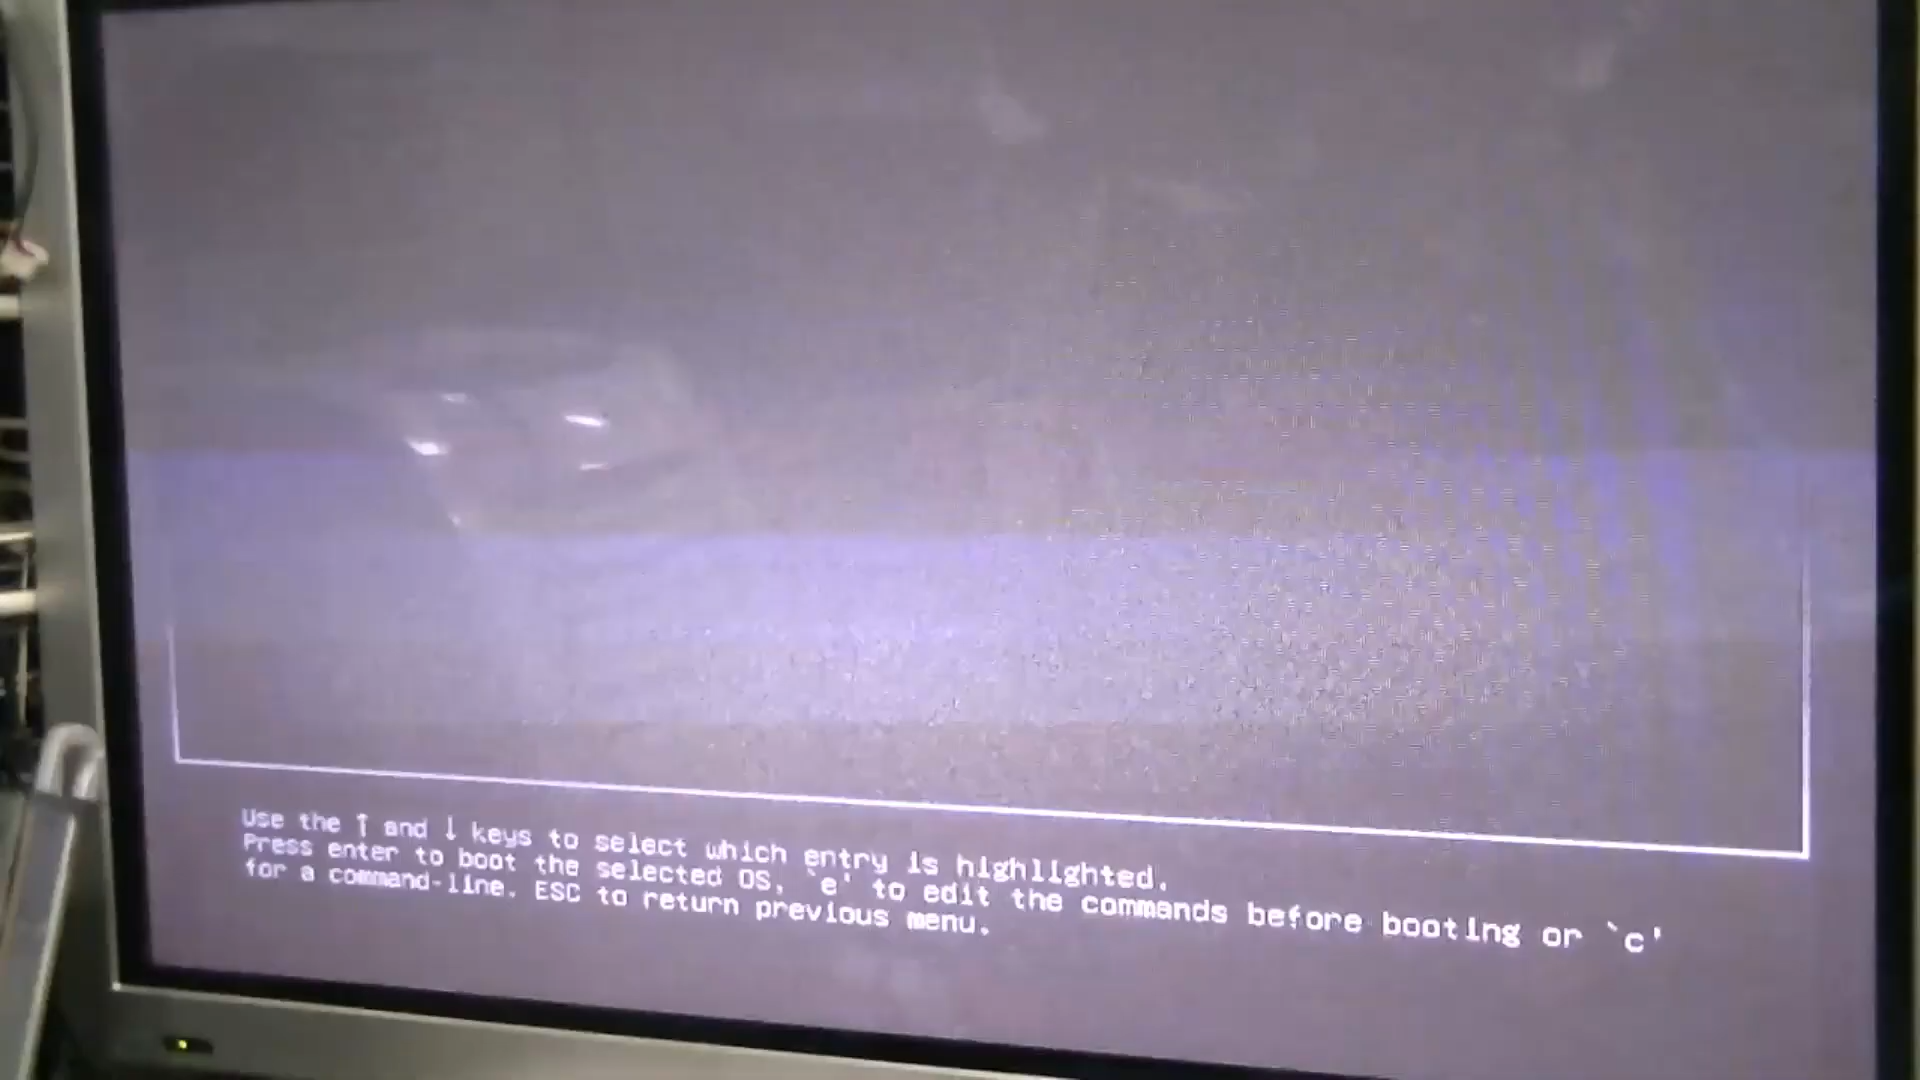 Use the ↑ and ↓ keys to select which entry is highlighted.
Press enter to boot the selected OS, `e' to edit the commands before booting or `c'
for a command-line. ESC to return previous menu.